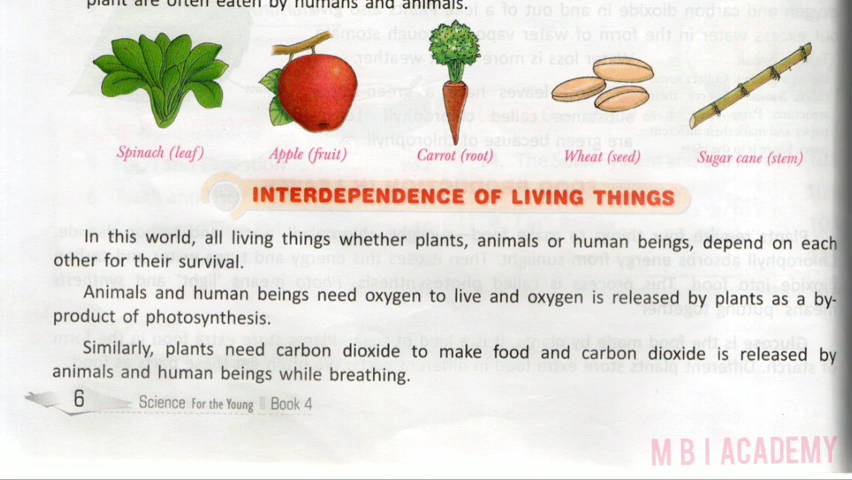 plant are often eaten by humans and animals.
Spinach (leaf) Apple (fruit) Carrot (root) Wheat (seed) Sugar cane (stem)
INTERDEPENDENCE OF LIVING THINGS
In this world, all living things whether plants, animals or human beings, depend on each
other for their survival.
Animals and human beings need oxygen to live and oxygen is released by plants as a by-
product of photosynthesis.
Similarly, plants need carbon dioxide to make food and carbon dioxide is released by
animals and human beings while breathing.
6 Science For the Young Book 4
M B I ACADEMY